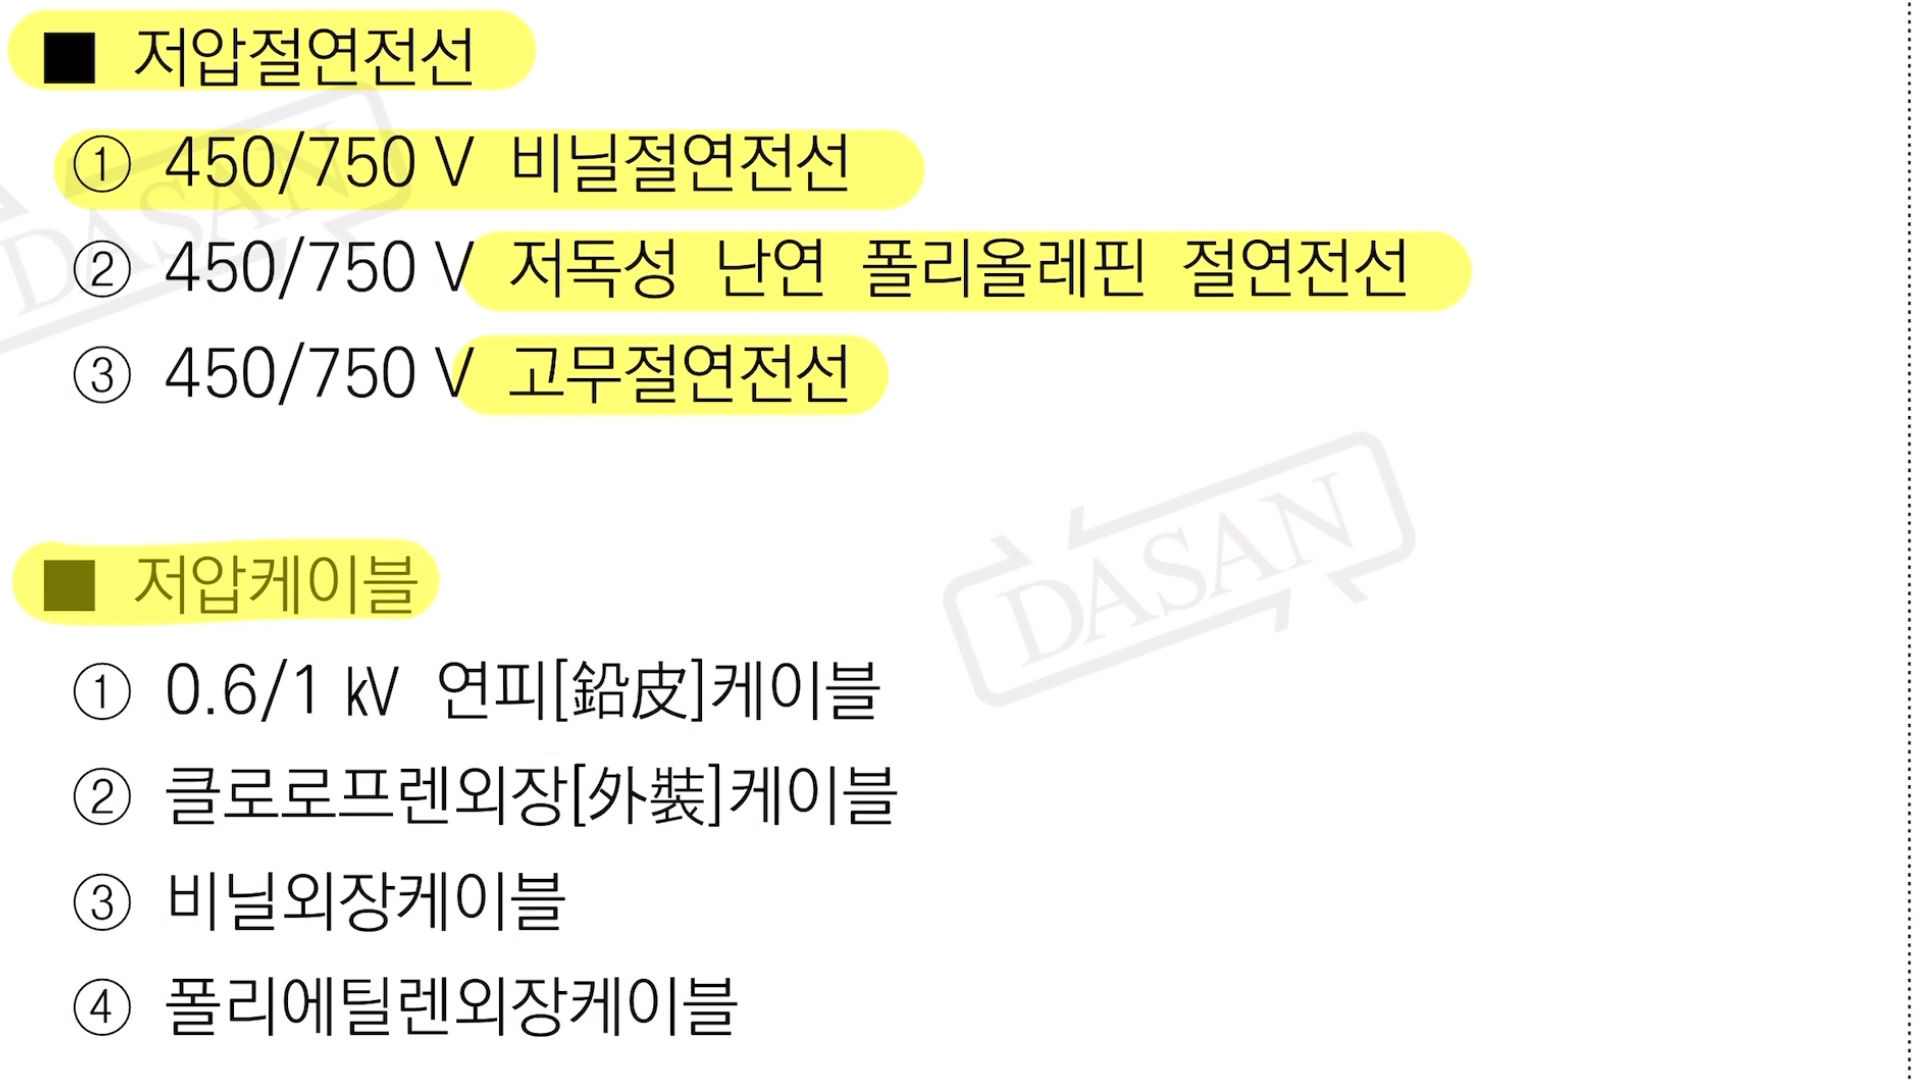 ■ 저압절연전선
① 450/750 V 비닐절연전선
② 450/750 V 저독성 난연 폴리올레핀 절연전선
③ 450/750 V 고무절연전선
■ 저압케이블
① 0.6/1 ㎸ 연피[鉛皮]케이블
② 클로로프렌외장[外裝]케이블
③ 비닐외장케이블
④ 폴리에틸렌외장케이블
DASAN
DASAN